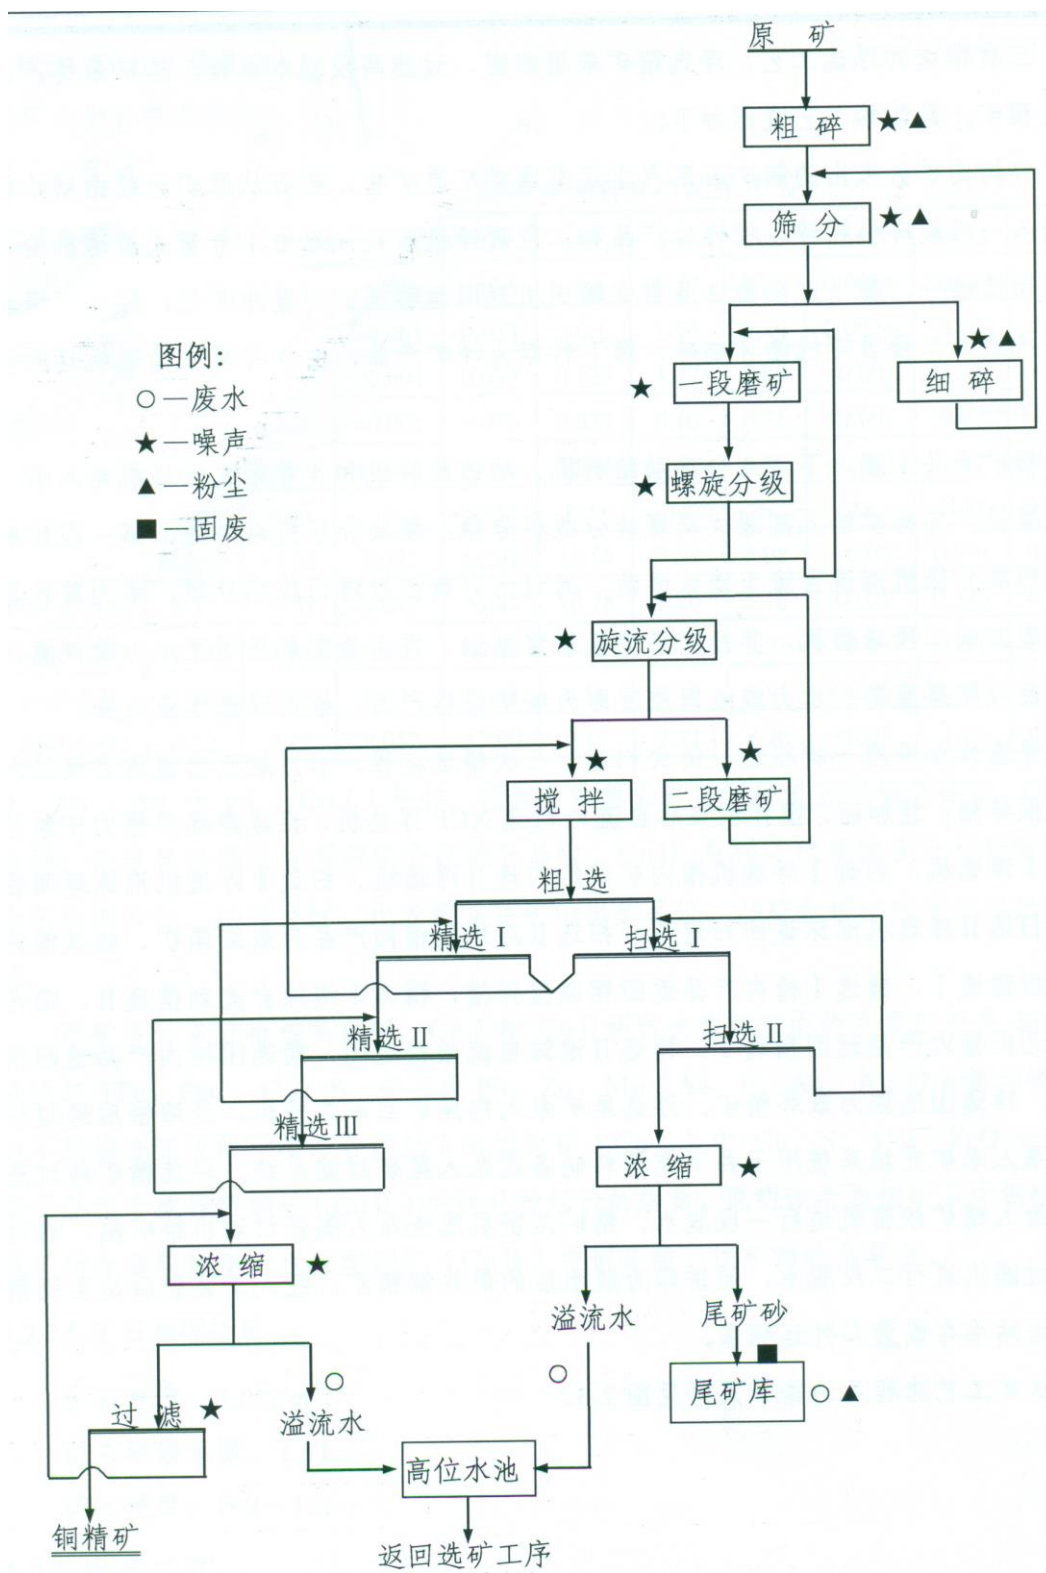 原 矿
粗 碎
筛 分
图例:
○—废水
★—噪声
▲—粉尘
■—固废
一段磨矿
细 碎
螺旋分级
旋流分级
搅 拌
二段磨矿
粗 选
精选 I
扫选 I
精选 II
扫选 II
精选 III
浓 缩
浓 缩
溢流水
尾矿砂
尾矿库
过 滤
溢流水
高位水池
铜精矿
返回选矿工序